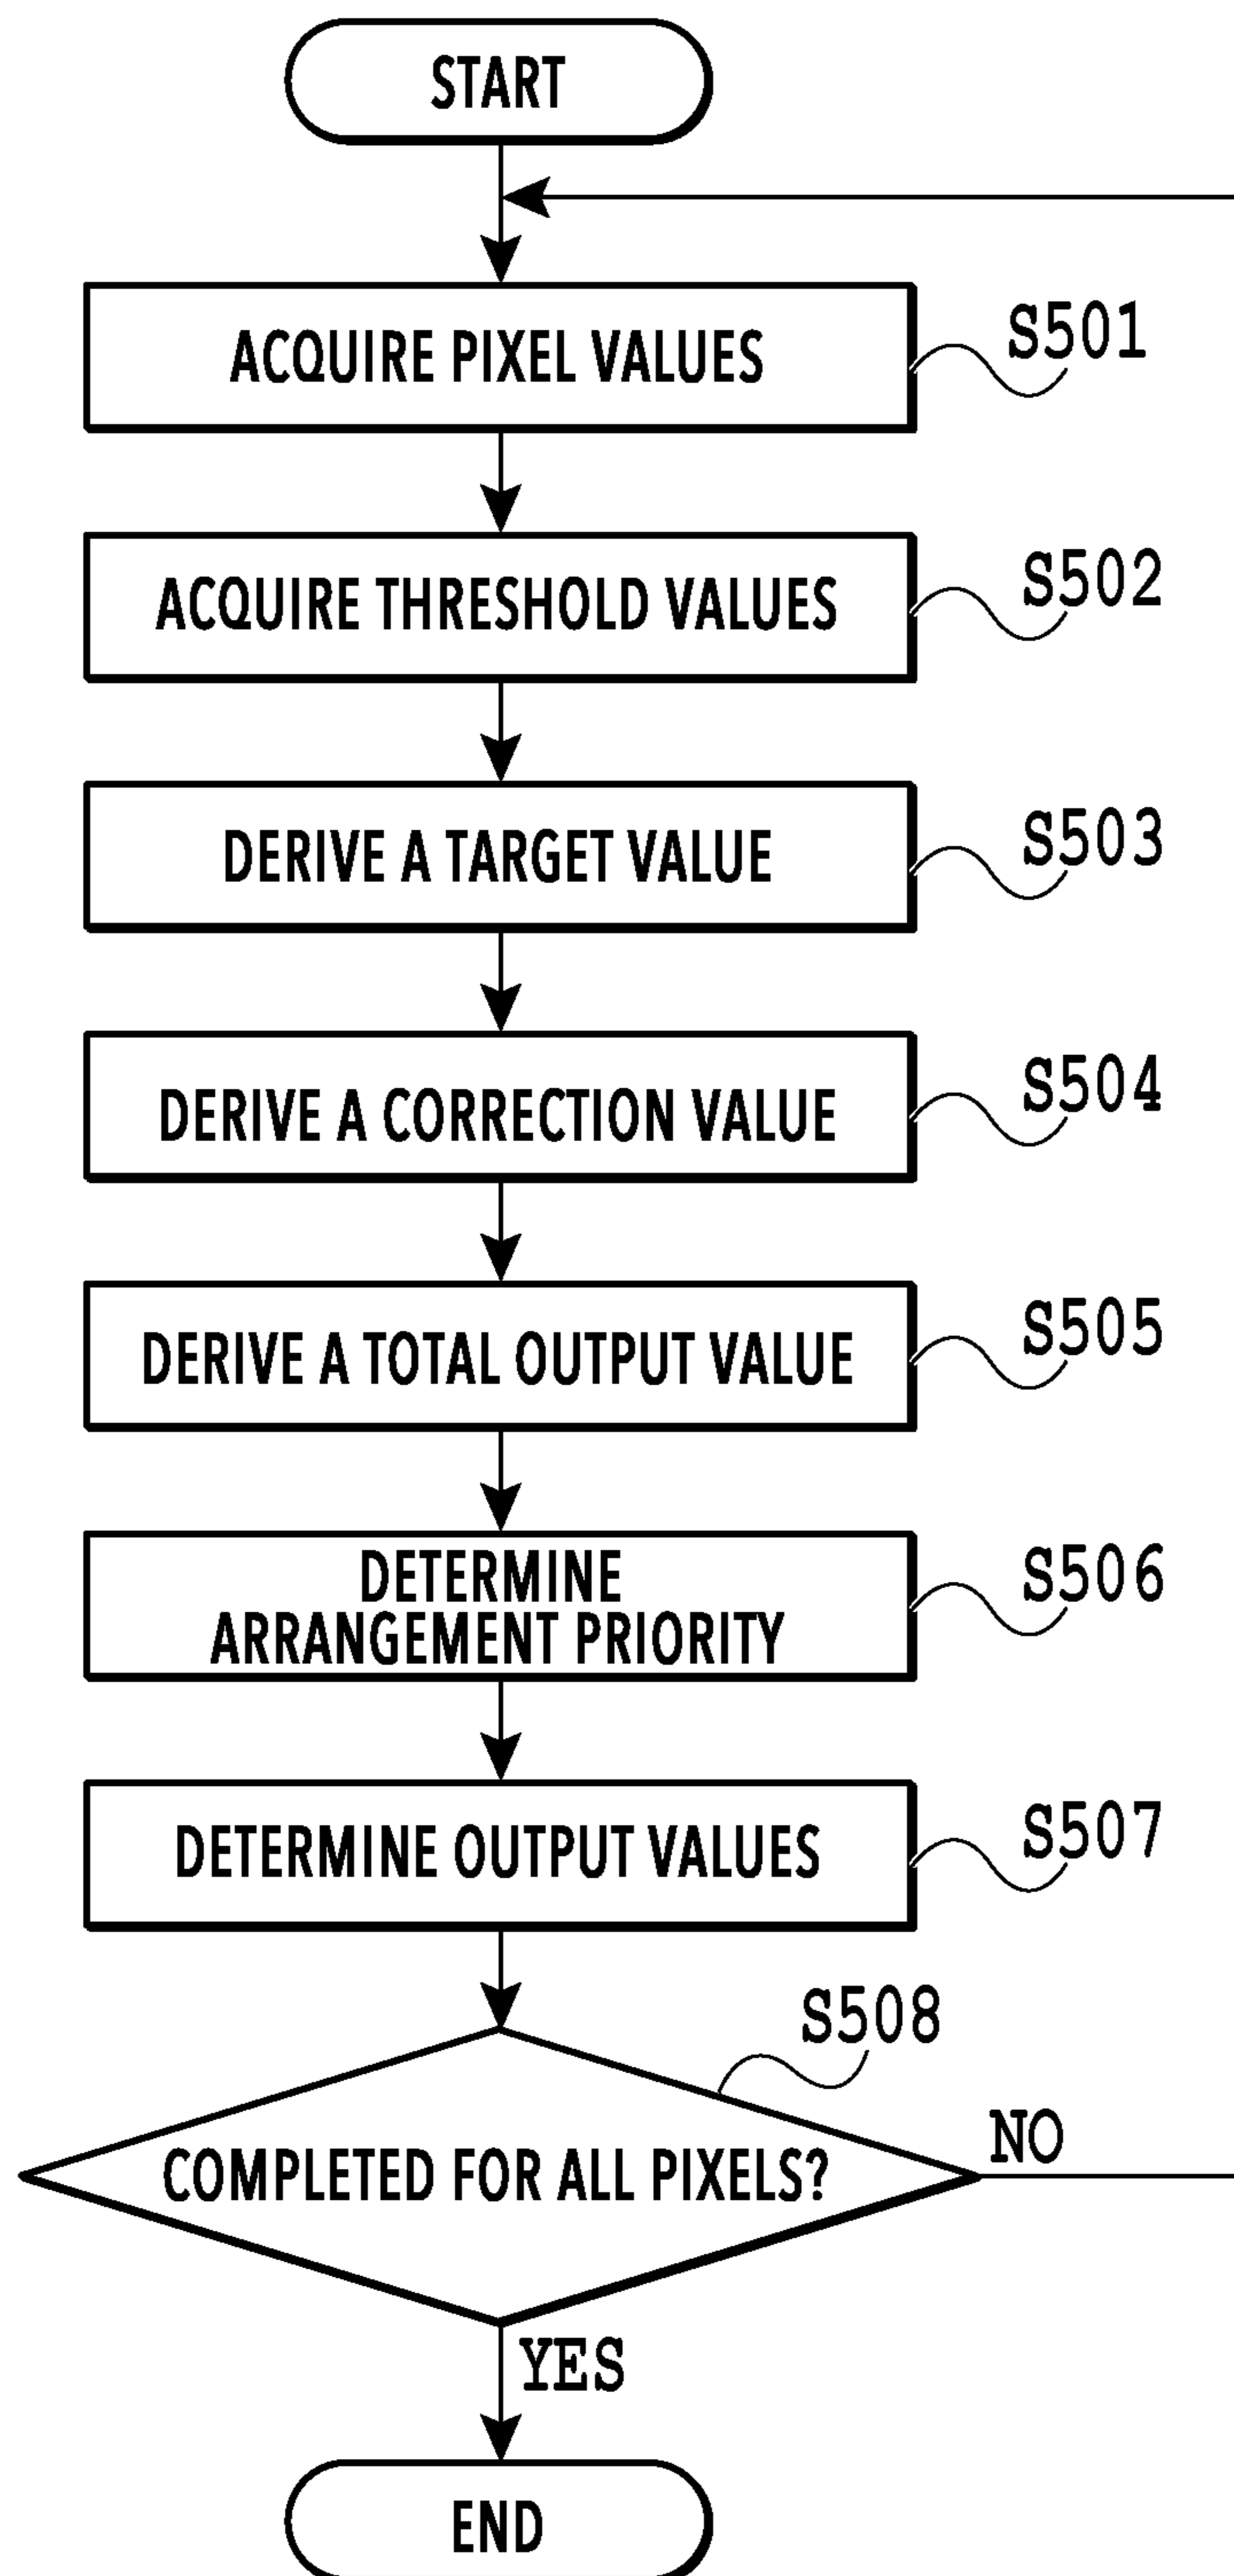 START
ACQUIRE PIXEL VALUES
S501
ACQUIRE THRESHOLD VALUES
S502
DERIVE A TARGET VALUE
S503
DERIVE A CORRECTION VALUE
S504
DERIVE A TOTAL OUTPUT VALUE
S505
DETERMINE
ARRANGEMENT PRIORITY
S506
DETERMINE OUTPUT VALUES
S507
S508
COMPLETED FOR ALL PIXELS?
NO
YES
END